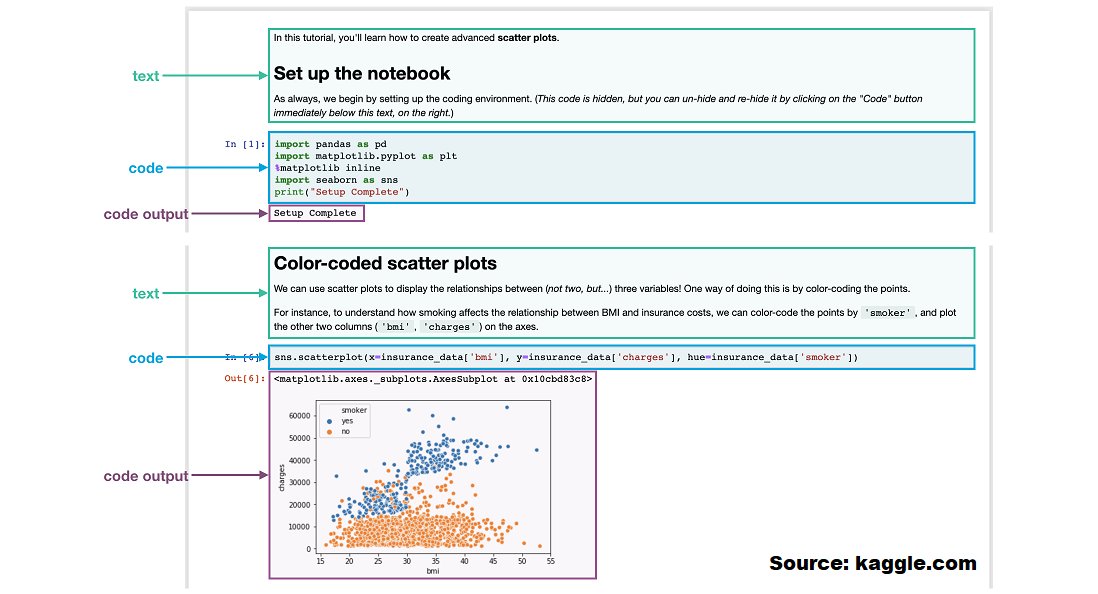 In this tutorial, you'll learn how to create advanced scatter plots.
text
Set up the notebook
As always, we begin by setting up the coding environment. (This code is hidden, but you can un-hide and re-hide it by clicking on the "Code" button
immediately below this text, on the right.)
In [1]:
import pandas as pd
import matplotlib.pyplot as plt
code
%matplotlib inline
import seaborn as sns
print("Setup Complete")
code output
Setup Complete
Color-coded scatter plots
text
We can use scatter plots to display the relationships between (not two, but...) three variables! One way of doing this is by color-coding the points.
For instance, to understand how smoking affects the relationship between BMI and insurance costs, we can color-code the points by 'smoker', and plot
the other two columns ('bmi', 'charges') on the axes.
code
In [6]:
sns.scatterplot(x=insurance_data['bmi'], y=insurance_data['charges'], hue=insurance_data['smoker'])
Out[6]:
<matplotlib.axes._subplots.AxesSubplot at 0x10cbd83c8>
code output
smoker
yes
no
60000
50000
40000
30000
20000
10000
0
charges
15 20 25 30 35 40 45 50 55
bmi
Source: kaggle.com